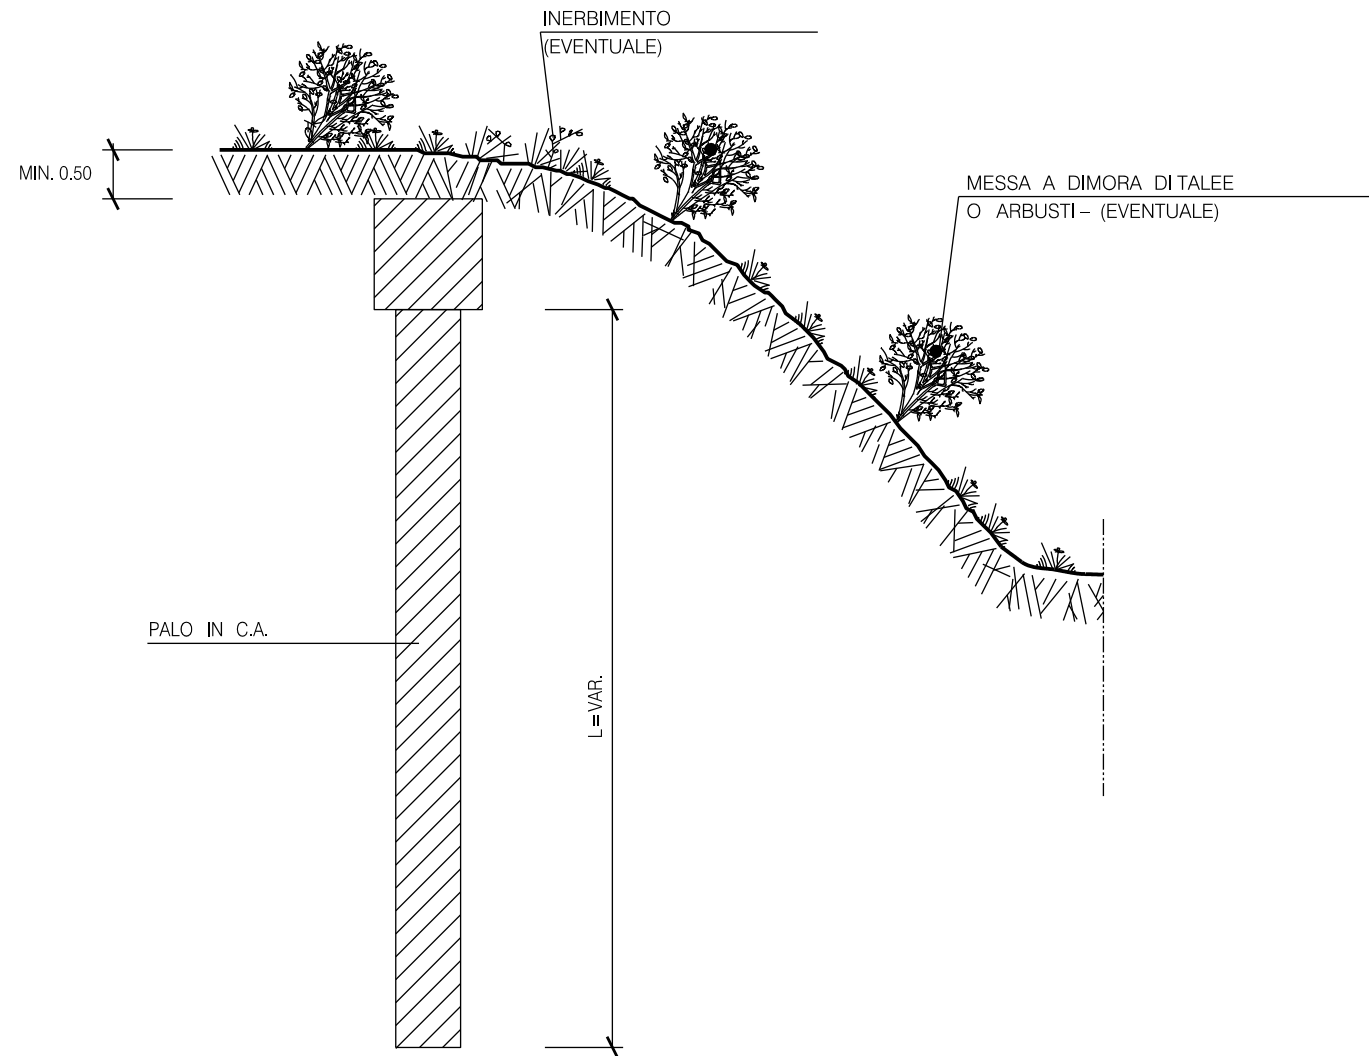 INERBIMENTO
(EVENTUALE)
MIN. 0.50
MESSA A DIMORA DI TALEE
O ARBUSTI - (EVENTUALE)
PALO IN C.A.
L=VAR.